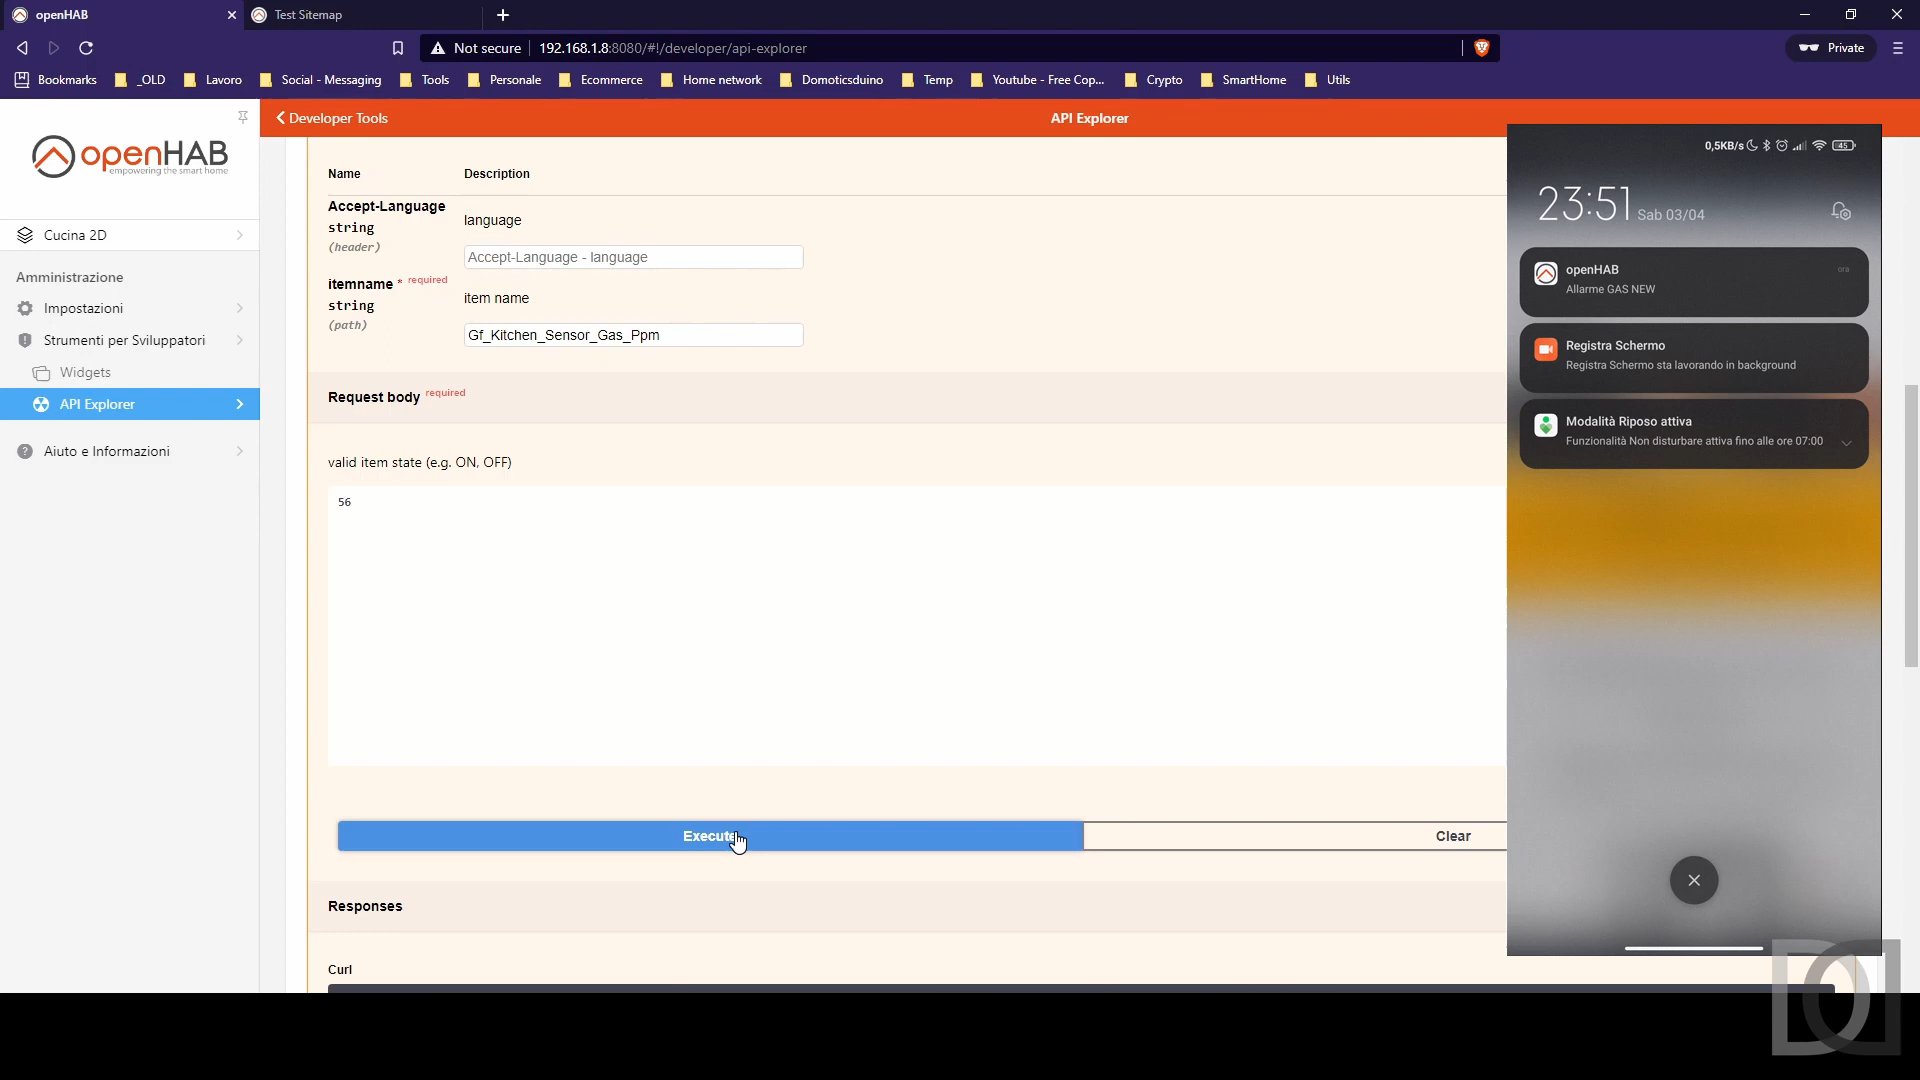 openHAB
Test Sitemap
Not secure
192.168.1.8:8080/#!/developer/api-explorer
Private
Bookmarks
_OLD
Lavoro
Social - Messaging
Tools
Personale
Ecommerce
Home network
Domoticsduino
Temp
Youtube - Free Cop...
Crypto
SmartHome
Utils
openHAB
empowering the smart home
Cucina 2D
Amministrazione
Impostazioni
Strumenti per Sviluppatori
Widgets
API Explorer
Aiuto e Informazioni
Developer Tools
API Explorer
Name
Description
Accept-Language
string
(header)
language
Accept-Language - language
itemname * required
string
(path)
item name
Gf_Kitchen_Sensor_Gas_Ppm
Request body required
valid item state (e.g. ON, OFF)
56
Execute
Clear
Responses
Curl
0,5KB/s
45
23:51
Sab 03/04
openHAB
ora
Allarme GAS NEW
Registra Schermo
Registra Schermo sta lavorando in background
Modalità Riposo attiva
Funzionalità Non disturbare attiva fino alle ore 07:00